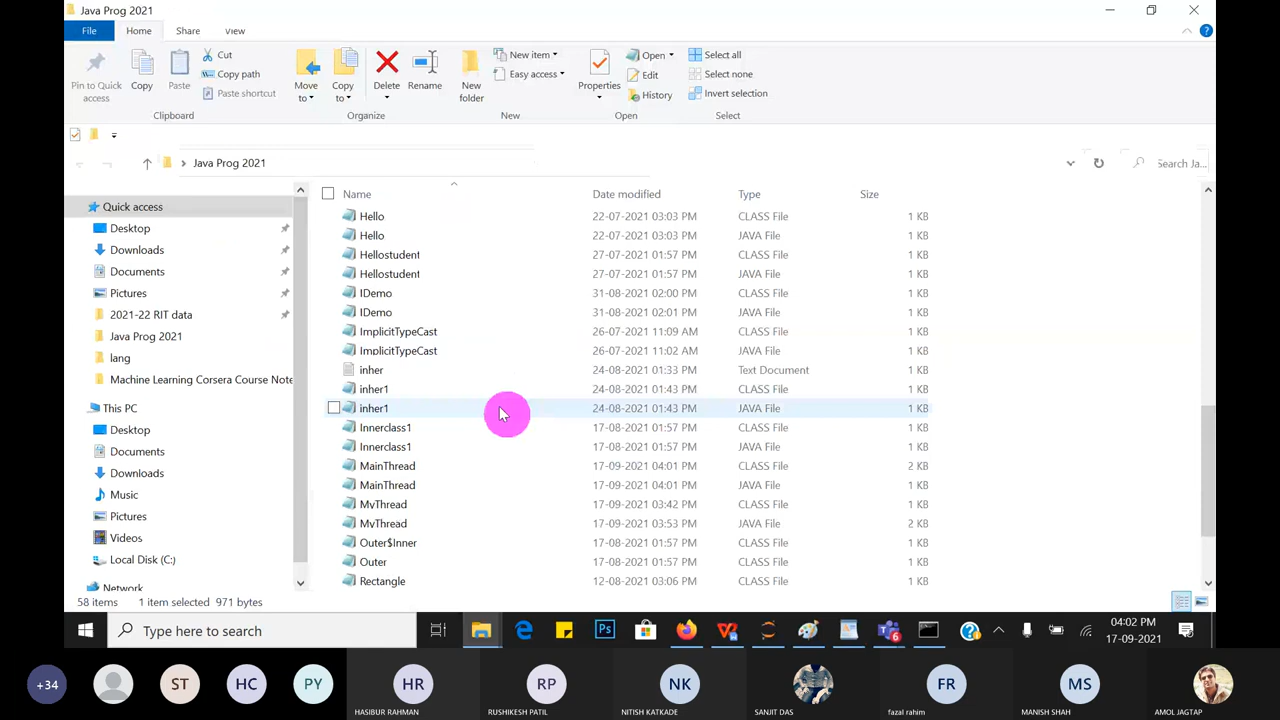 Java Prog 2021
File Home Share view
Pin to Quick access
Copy
Paste
Cut
Copy path
Paste shortcut
Move to
Copy to
Delete
Rename
New folder
New item
Easy access
Properties
Open
Edit
History
Select all
Select none
Invert selection
Clipboard Organize New Open Select
Java Prog 2021
Search Ja...
Quick access
Desktop
Downloads
Documents
Pictures
2021-22 RIT data
Java Prog 2021
lang
Machine Learning Corsera Course Note
This PC
Desktop
Documents
Downloads
Music
Pictures
Videos
Local Disk (C:)
Network
Name Date modified Type Size
Hello 22-07-2021 03:03 PM CLASS File 1 KB
Hello 22-07-2021 03:03 PM JAVA File 1 KB
Hellostudent 27-07-2021 01:57 PM CLASS File 1 KB
Hellostudent 27-07-2021 01:57 PM JAVA File 1 KB
IDemo 31-08-2021 02:00 PM CLASS File 1 KB
IDemo 31-08-2021 02:01 PM JAVA File 1 KB
ImplicitTypeCast 26-07-2021 11:09 AM CLASS File 1 KB
ImplicitTypeCast 26-07-2021 11:02 AM JAVA File 1 KB
inher 24-08-2021 01:33 PM Text Document 1 KB
inher1 24-08-2021 01:43 PM CLASS File 1 KB
inher1 24-08-2021 01:43 PM JAVA File 1 KB
Innerclass1 17-08-2021 01:57 PM CLASS File 1 KB
Innerclass1 17-08-2021 01:57 PM JAVA File 1 KB
MainThread 17-09-2021 04:01 PM CLASS File 2 KB
MainThread 17-09-2021 04:01 PM JAVA File 1 KB
MyThread 17-09-2021 03:42 PM CLASS File 1 KB
MyThread 17-09-2021 03:53 PM JAVA File 2 KB
Outer$Inner 17-08-2021 01:57 PM CLASS File 1 KB
Outer 17-08-2021 01:57 PM CLASS File 1 KB
Rectangle 12-08-2021 03:06 PM CLASS File 1 KB
58 items 1 item selected 971 bytes
Type here to search
Ps
6
04:02 PM
17-09-2021
+34 ST HC PY HR RP NK FR MS
HASIBUR RAHMAN RUSHIKESH PATIL NITISH KATKADE SANJIT DAS fazal rahim MANISH SHAH AMOL JAGTAP